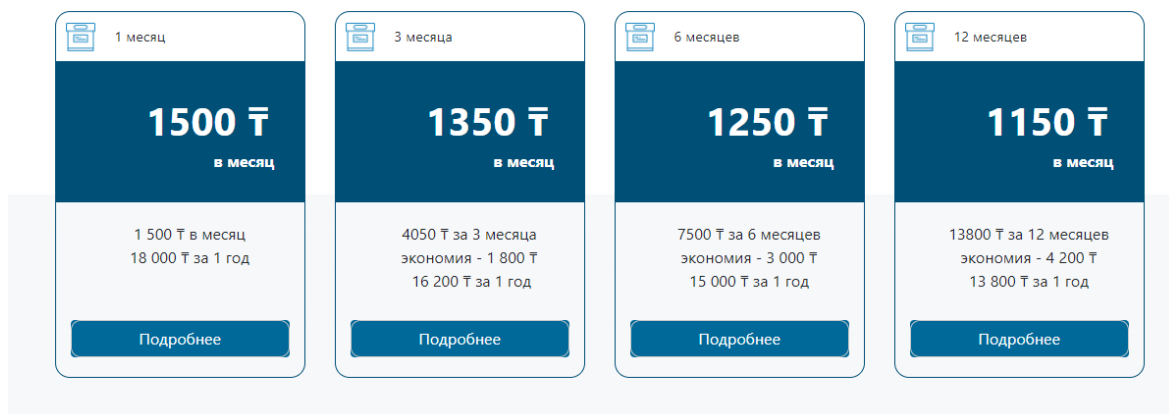 1 месяц
1500 ₸
в месяц
1 500 ₸ в месяц
18 000 ₸ за 1 год
Подробнее
3 месяца
1350 ₸
в месяц
4050 ₸ за 3 месяца
экономия - 1 800 ₸
16 200 ₸ за 1 год
Подробнее
6 месяцев
1250 ₸
в месяц
7500 ₸ за 6 месяцев
экономия - 3 000 ₸
15 000 ₸ за 1 год
Подробнее
12 месяцев
1150 ₸
в месяц
13800 ₸ за 12 месяцев
экономия - 4 200 ₸
13 800 ₸ за 1 год
Подробнее